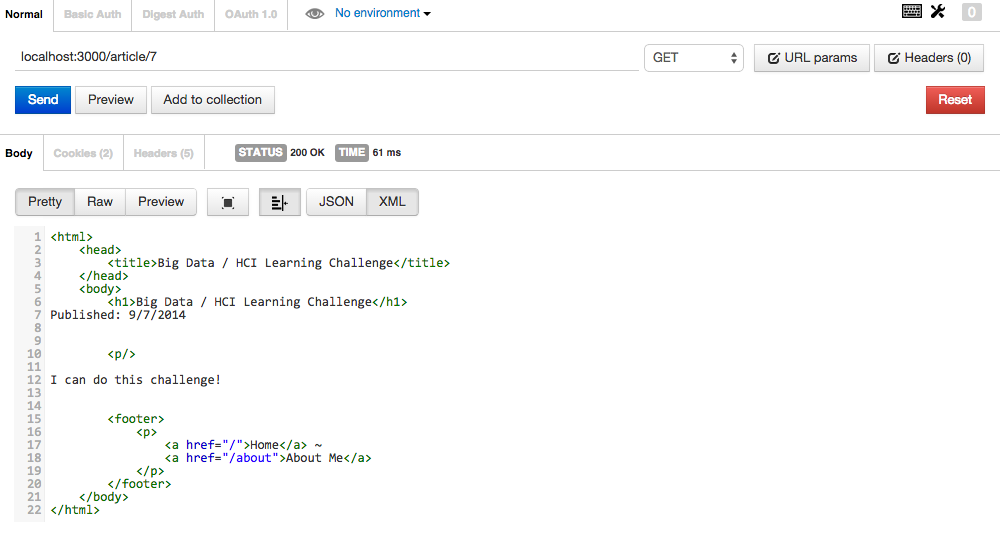 Normal Basic Auth Digest Auth OAuth 1.0 No environment 0
localhost:3000/article/7 GET URL params Headers (0)
Send Preview Add to collection Reset
Body Cookies (2) Headers (5) STATUS 200 OK TIME 61 ms
Pretty Raw Preview JSON XML
1 <html>
2     <head>
3         <title>Big Data / HCI Learning Challenge</title>
4     </head>
5     <body>
6         <h1>Big Data / HCI Learning Challenge</h1>
7 Published: 9/7/2014
8
9
10         <p/>
11
12 I can do this challenge!
13
14
15         <footer>
16             <p>
17                 <a href="/">Home</a> ~
18                 <a href="/about">About Me</a>
19             </p>
20         </footer>
21     </body>
22 </html>